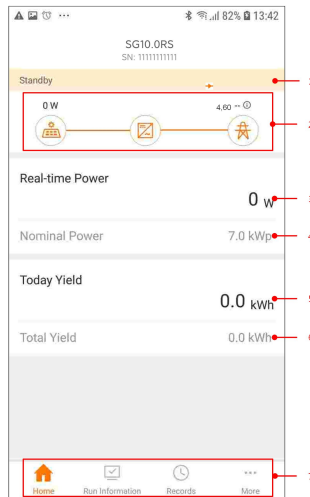 82% 13:42
SG10.0RS
SN: 11111111111
Standby
0 W
4,60 --
Real-time Power
0 W
Nominal Power 7.0 kWp
Today Yield
0.0 kWh
Total Yield 0.0 kWh
Home Run Information Records More